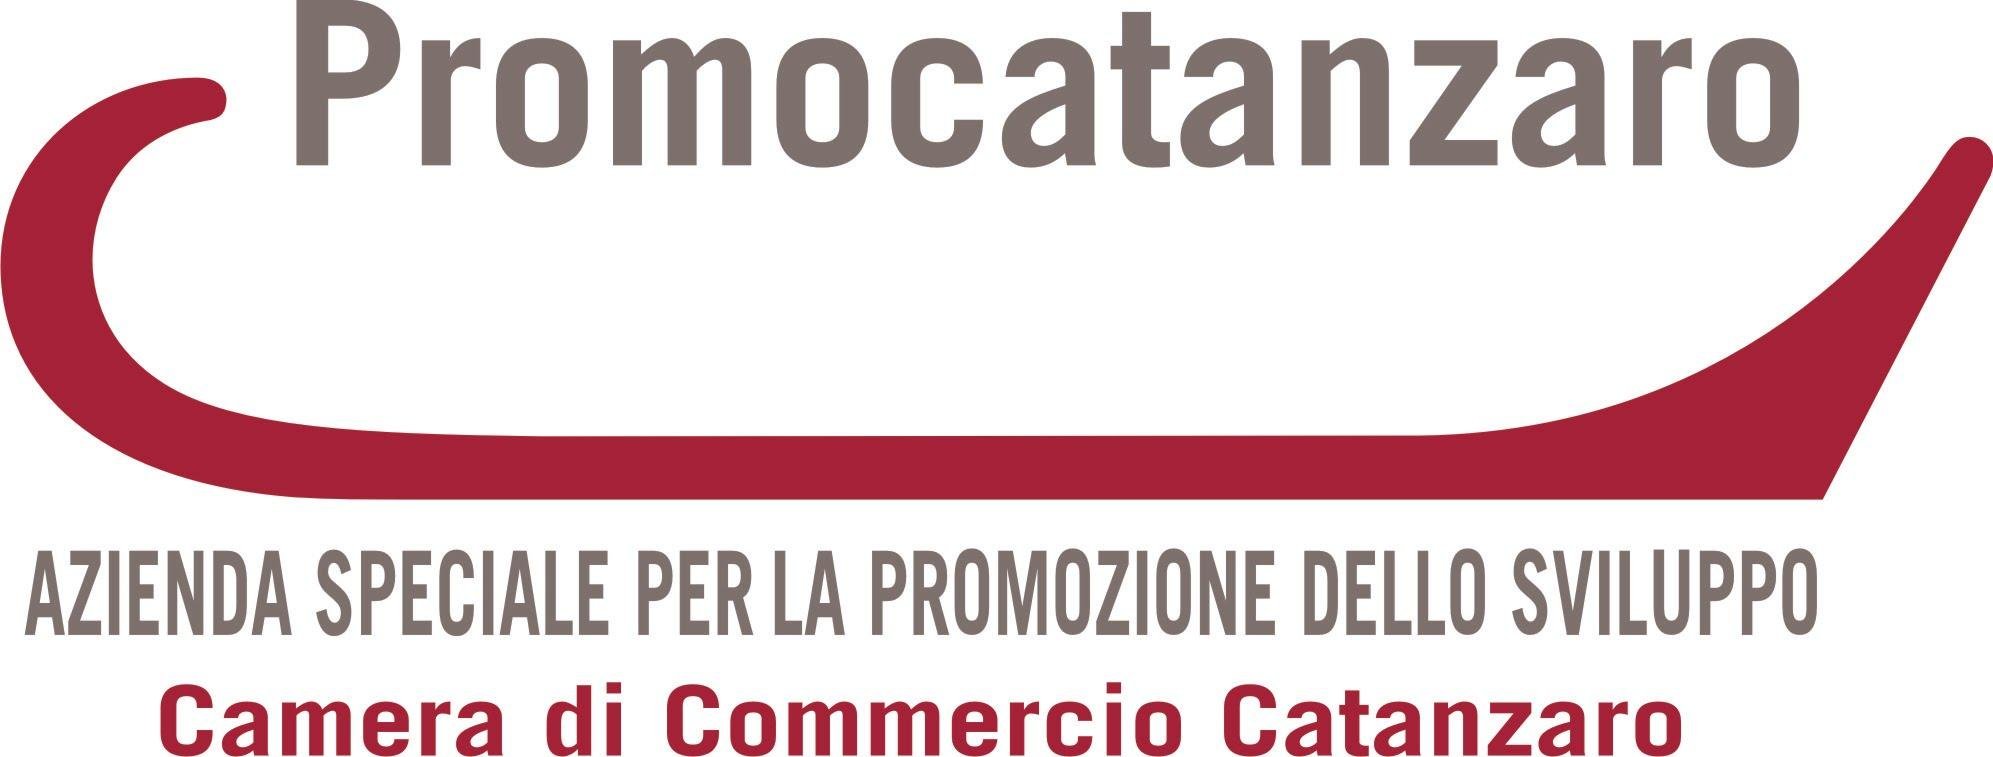 Promocatanzaro
AZIENDA SPECIALE PER LA PROMOZIONE DELLO SVILUPPO
Camera di Commercio Catanzaro